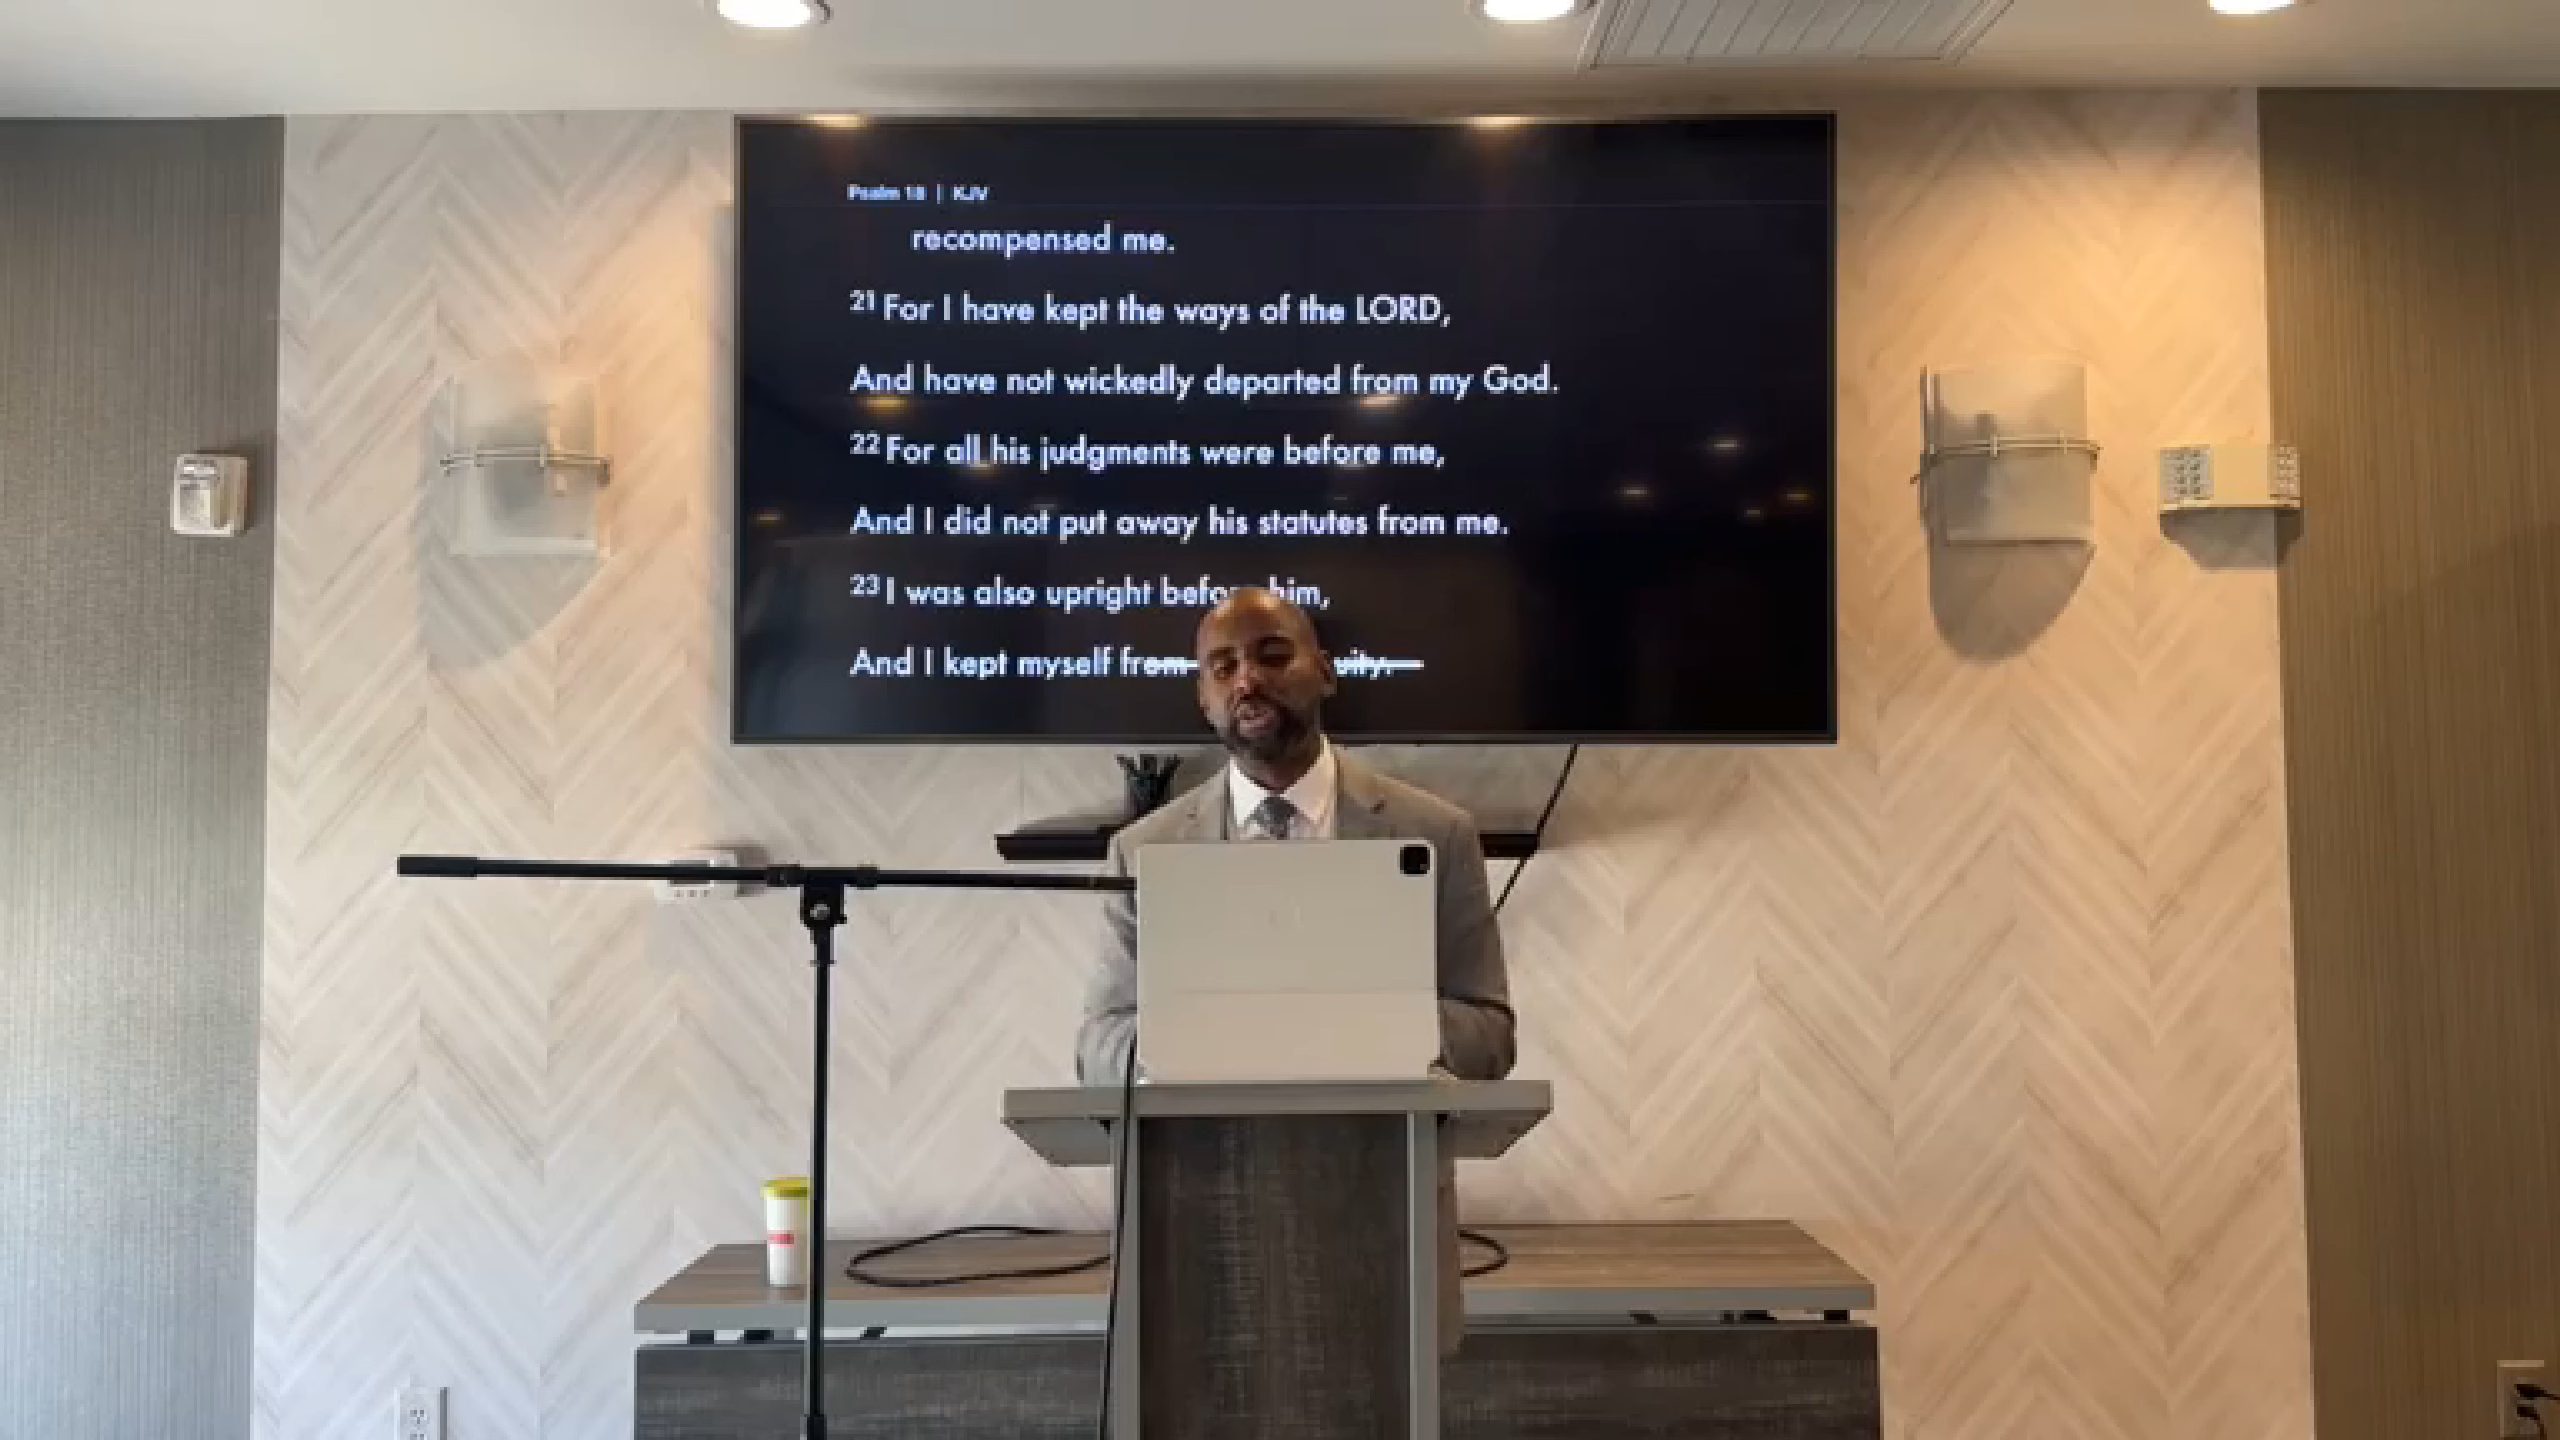 Psalm 18 | KJV
recompensed me.
21 For I have kept the ways of the LORD,
And have not wickedly departed from my God.
22 For all his judgments were before me,
And I did not put away his statutes from me.
23 I was also upright before him,
And I kept myself from